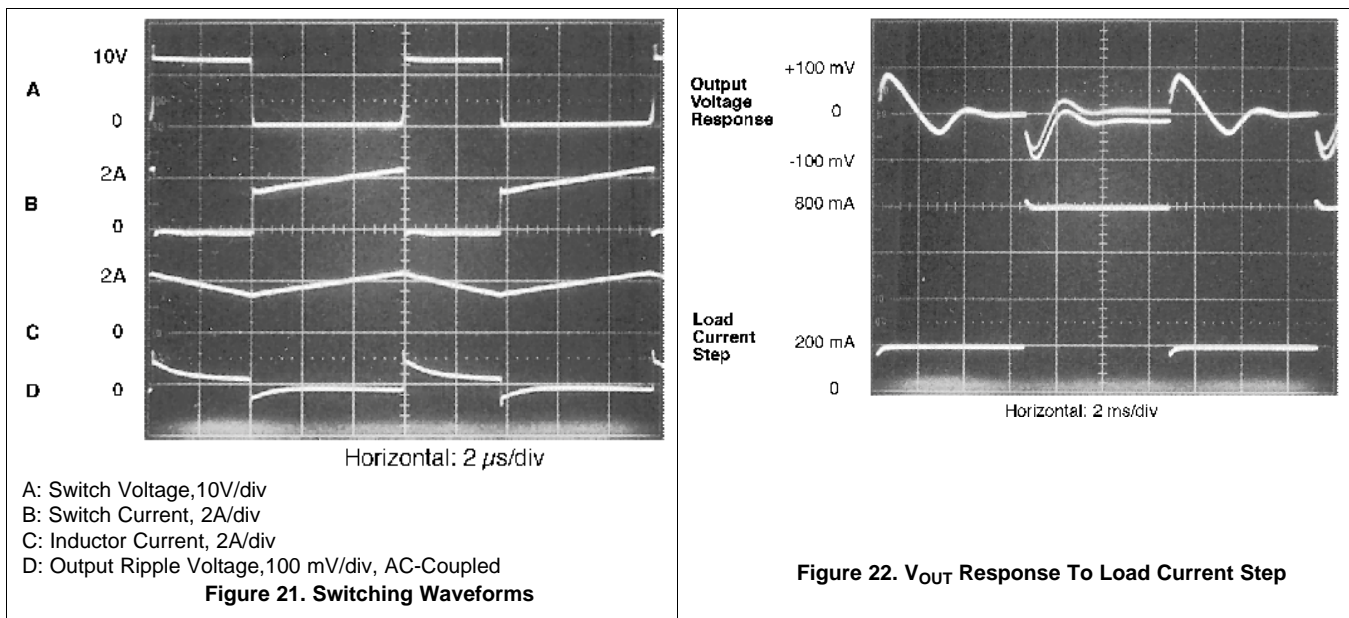 10V
A
0
2A
B
0
2A
C
0
D
0
Horizontal: 2 µs/div
A: Switch Voltage,10V/div
B: Switch Current, 2A/div
C: Inductor Current, 2A/div
D: Output Ripple Voltage,100 mV/div, AC-Coupled
Figure 21. Switching Waveforms
+100 mV
Output
Voltage
Response
0
-100 mV
800 mA
Load
Current
Step
200 mA
0
Horizontal: 2 ms/div
Figure 22. VOUT Response To Load Current Step